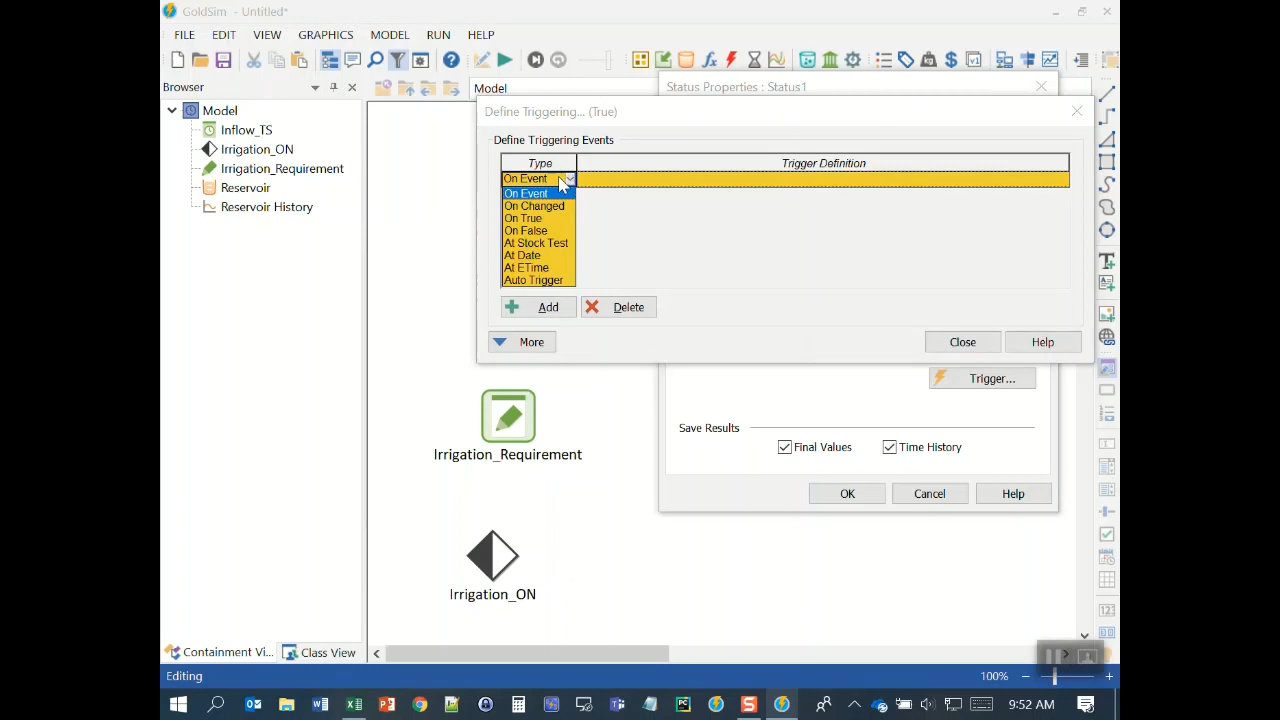 GoldSim - Untitled*
FILE EDIT VIEW GRAPHICS MODEL RUN HELP
Browser
Model
Status Properties : Status1
Define Triggering... (True)
Model
Inflow_TS
Irrigation_ON
Irrigation_Requirement
Reservoir
Reservoir History
Define Triggering Events
Type Trigger Definition
On Event
On Event
On Changed
On True
On False
At Stock Test
At Date
At ETime
Auto Trigger
Add Delete
More Close Help
Trigger...
Save Results
Final Values Time History
Irrigation_Requirement
OK Cancel Help
Irrigation_ON
Containment Vi... Class View
Editing 100%
9:52 AM